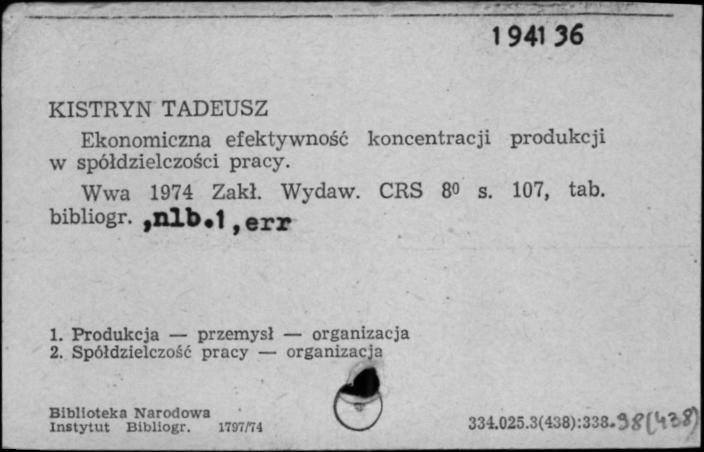 194136
KISTRYN TADEUSZ
Ekonomiczna efektywność koncentracji produkcji
w spółdzielczości pracy.
Wwa 1974 Zakł. Wydaw. CRS 8⁰ s. 107, tab.
bibliogr. ,nlb.1, err
1. Produkcja — przemysł — organizacja
2. Spółdzielczość pracy — organizacja
Biblioteka Narodowa
Instytut Bibliogr. 1797/74
334.025.3(438):338.98(438)